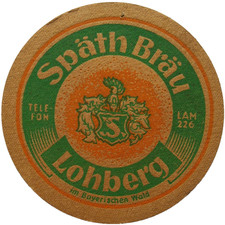 Späth Bräu
TELE-
FON
LAM
226
S
Lohberg
im Bayerischen Wald